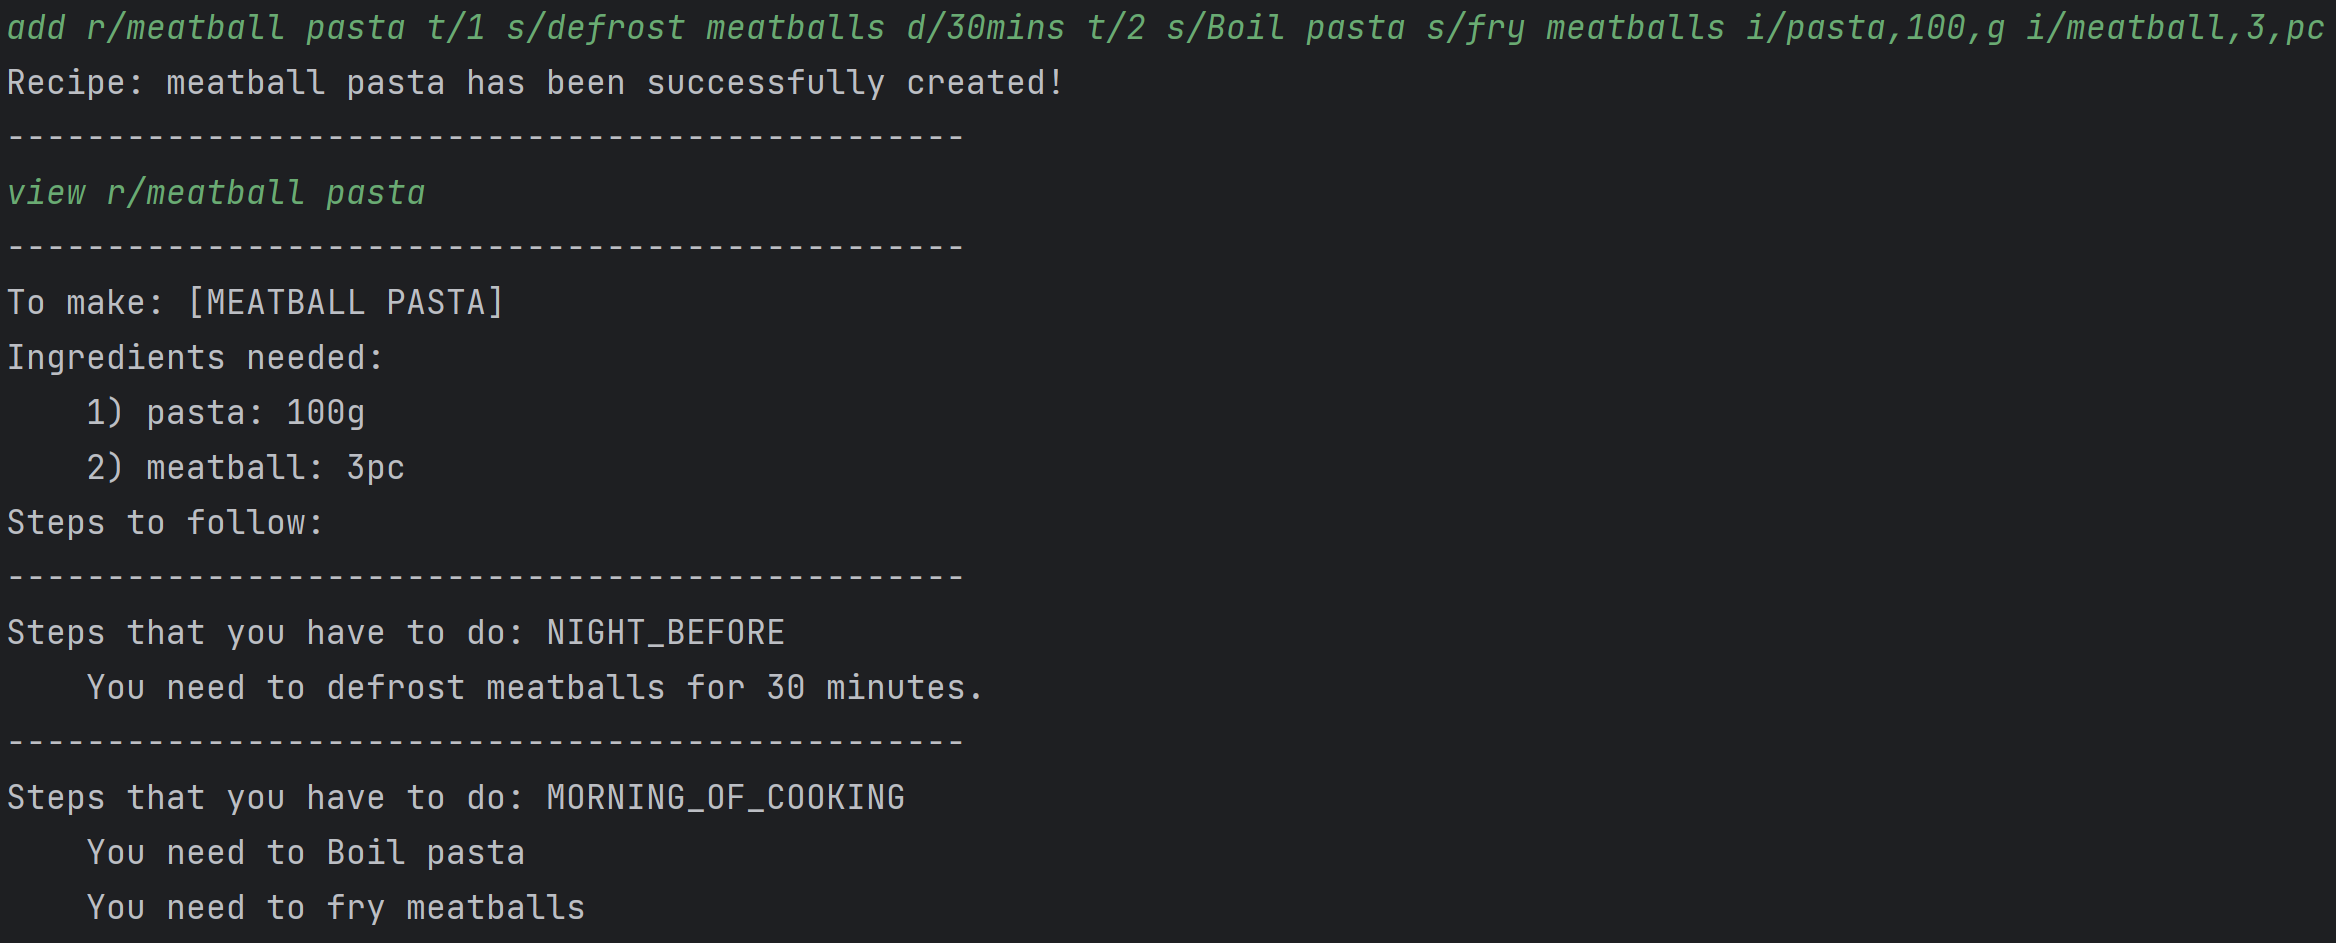 add r/meatball pasta t/1 s/defrost meatballs d/30mins t/2 s/Boil pasta s/fry meatballs i/pasta,100,g i/meatball,3,pc
Recipe: meatball pasta has been successfully created!
------------------------------------------------
view r/meatball pasta
------------------------------------------------
To make: [MEATBALL PASTA]
Ingredients needed:
    1) pasta: 100g
    2) meatball: 3pc
Steps to follow:
------------------------------------------------
Steps that you have to do: NIGHT_BEFORE
    You need to defrost meatballs for 30 minutes.
------------------------------------------------
Steps that you have to do: MORNING_OF_COOKING
    You need to Boil pasta
    You need to fry meatballs